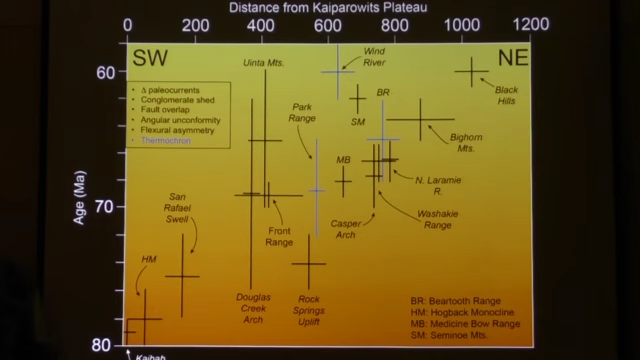 Distance from Kaiparowits Plateau
0 200 400 600 800 1000 1200
SW
NE
Wind
River
Uinta Mts.
60
• Δ paleocurrents
• Conglomerate shed
• Fault overlap
• Angular unconformity
• Flexural asymmetry
• Thermochron
Park
Range
BR
SM
Black
Hills
Bighorn
Mts.
MB
N. Laramie
R.
San
Rafael
Swell
Age (Ma)
70
Front
Range
Casper
Arch
Washakie
Range
HM
Douglas
Creek
Arch
Rock
Springs
Uplift
BR: Beartooth Range
HM: Hogback Monocline
MB: Medicine Bow Range
SM: Seminoe Mts.
80
Kaibab